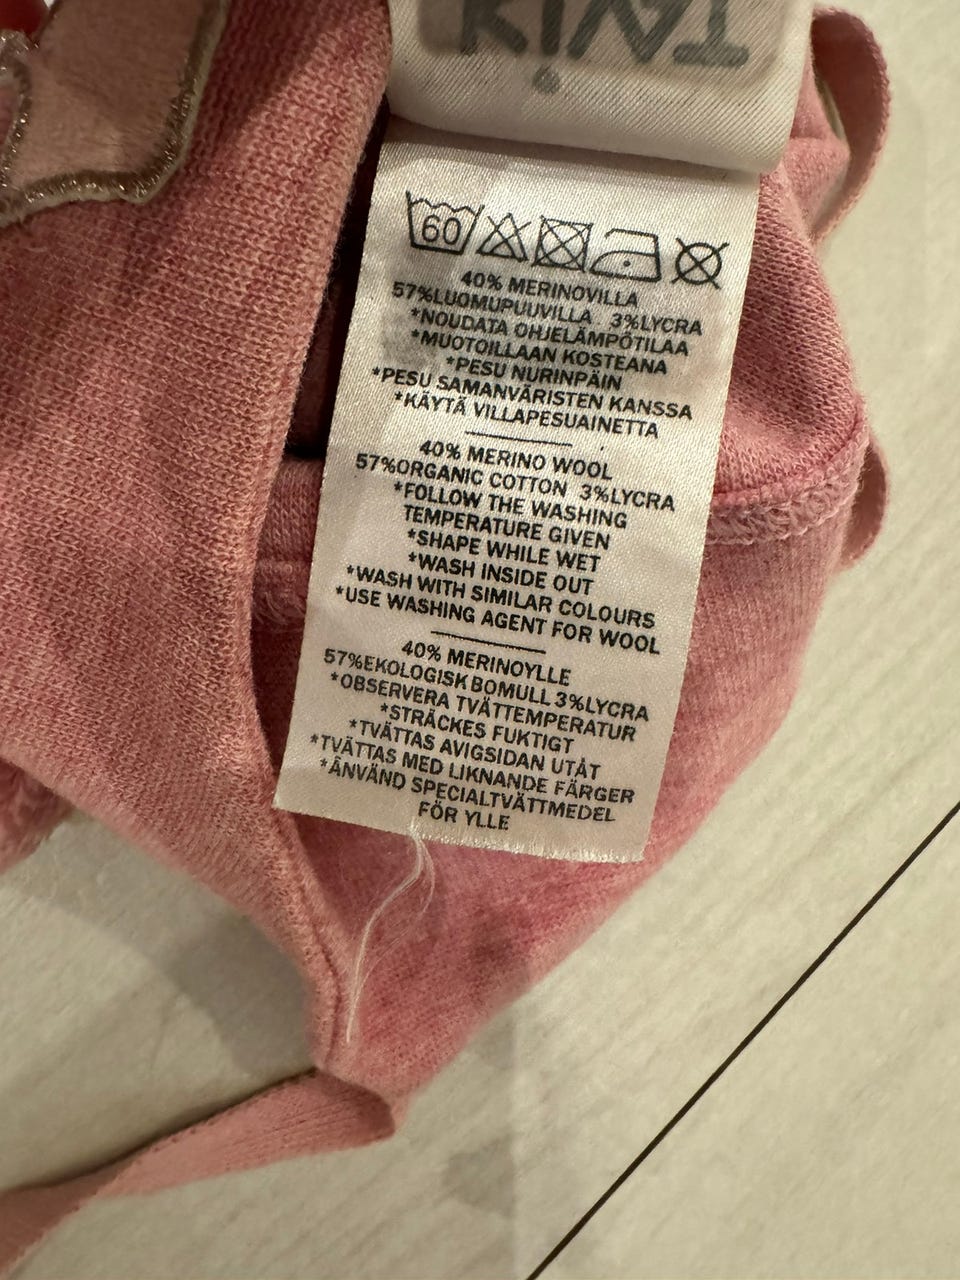 KIVAT
60
40% MERINOVILLA
57%LUOMUPUUVILLA 3%LYCRA
*NOUDATA OHJELÄMPÖTILAA
*MUOTOILLAAN KOSTEANA
*PESU NURINPÄIN
*PESU SAMANVÄRISTEN KANSSA
*KÄYTÄ VILLAPESUAINETTA
40% MERINO WOOL
57%ORGANIC COTTON 3%LYCRA
*FOLLOW THE WASHING
TEMPERATURE GIVEN
*SHAPE WHILE WET
*WASH INSIDE OUT
*WASH WITH SIMILAR COLOURS
*USE WASHING AGENT FOR WOOL
40% MERINOYLLE
57%EKOLOGISK BOMULL 3%LYCRA
*OBSERVERA TVÄTTEMPERATUR
*STRÄCKES FUKTIGT
*TVÄTTAS AVIGSIDAN UTÅT
*TVÄTTAS MED LIKNANDE FÄRGER
*ÄNVÄND SPECIALTVÄTTMEDEL
FÖR YLLE